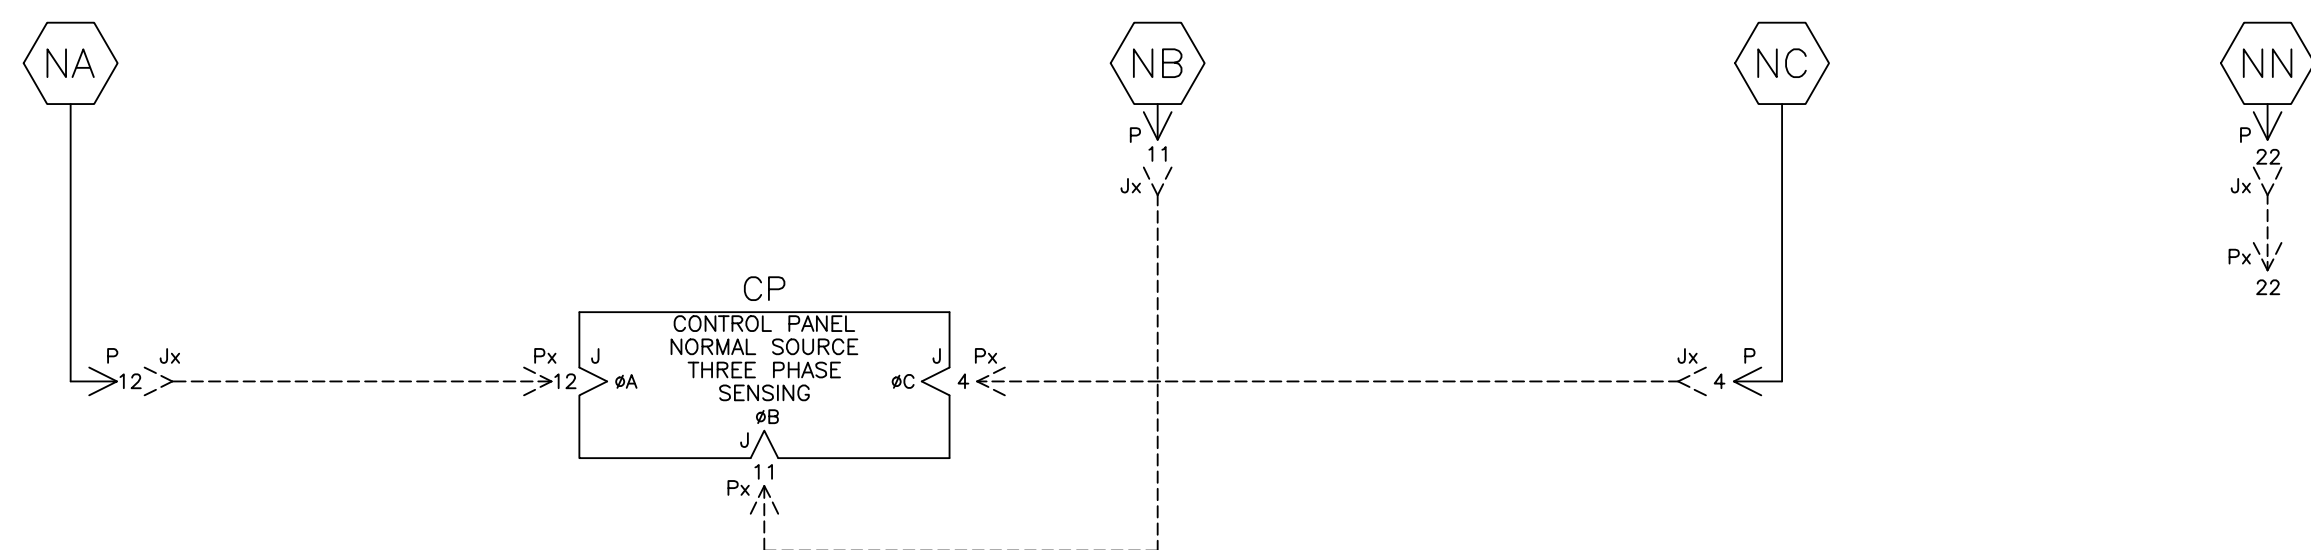 NA
NB
NC
NN
P
11
Jx
P
22
Jx
Px
22
CP
CONTROL PANEL
NORMAL SOURCE
THREE PHASE
SENSING
P
12
Jx
Px
12
J
øA
øC
J
4
Px
Jx
4
P
øB
J
11
Px